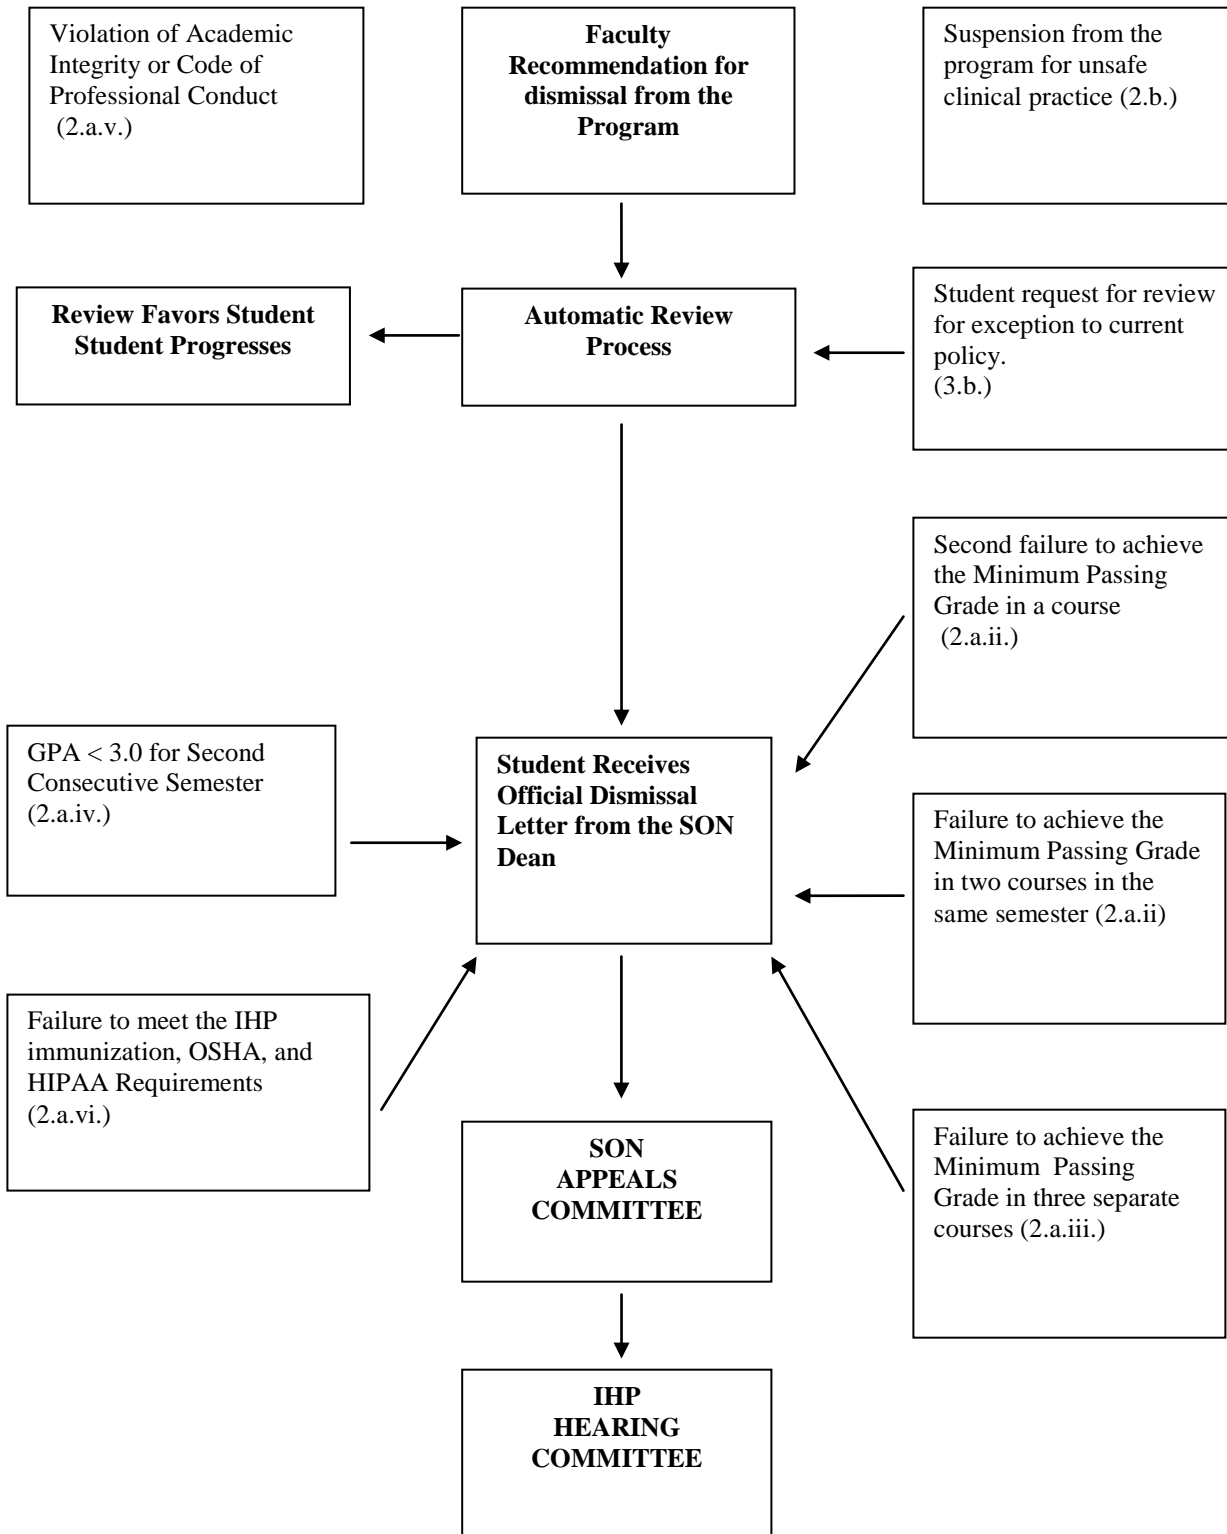 Violation of Academic
Integrity or Code of
Professional Conduct
(2.a.v.)
Faculty
Recommendation for
dismissal from the
Program
Suspension from the
program for unsafe
clinical practice (2.b.)
Review Favors Student
Student Progresses
Automatic Review
Process
Student request for review
for exception to current
policy.
(3.b.)
Second failure to achieve
the Minimum Passing
Grade in a course
(2.a.ii.)
GPA < 3.0 for Second
Consecutive Semester
(2.a.iv.)
Student Receives
Official Dismissal
Letter from the SON
Dean
Failure to achieve the
Minimum Passing Grade
in two courses in the
same semester (2.a.ii)
Failure to meet the IHP
immunization, OSHA, and
HIPAA Requirements
(2.a.vi.)
SON
APPEALS
COMMITTEE
Failure to achieve the
Minimum Passing
Grade in three separate
courses (2.a.iii.)
IHP
HEARING
COMMITTEE